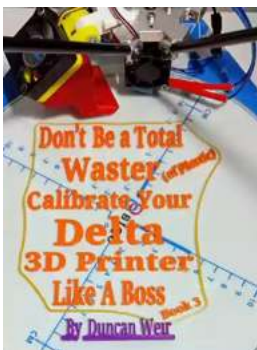 Don't Be a Total
Waster (of Plastic)
Calibrate Your
Delta
3D Printer
Like A Boss
Book 3
By Duncan Weir